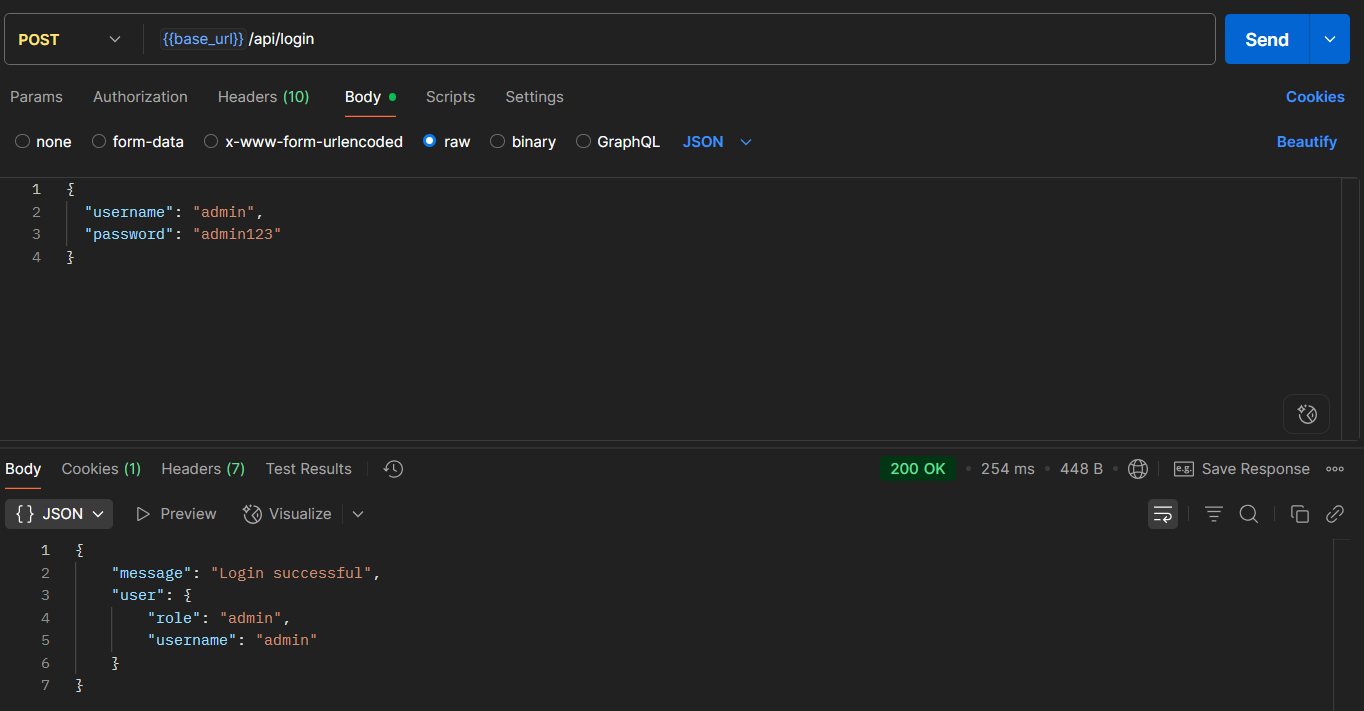 POST {{base_url}} /api/login Send
Params Authorization Headers (10) Body Scripts Settings Cookies
none form-data x-www-form-urlencoded raw binary GraphQL JSON Beautify
1 {
2 "username": "admin",
3 "password": "admin123"
4 }
Body Cookies (1) Headers (7) Test Results 200 OK 254 ms 448 B e.g. Save Response
{} JSON Preview Visualize
1 {
2 "message": "Login successful",
3 "user": {
4 "role": "admin",
5 "username": "admin"
6 }
7 }